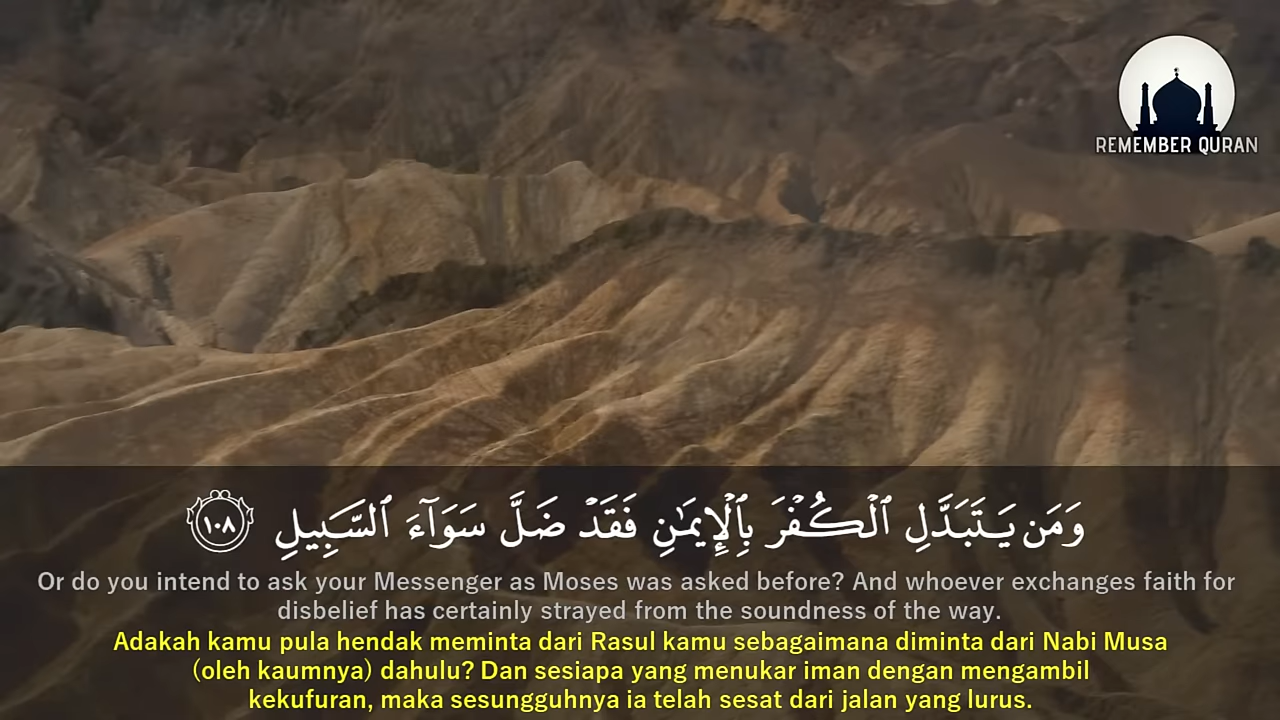 REMEMBER QURAN
وَمَن يَتَبَدَّلِ ٱلْكُفْرَ بِٱلْإِيمَٰنِ فَقَدْ ضَلَّ سَوَآءَ ٱلسَّبِيلِ ١٠٨
Or do you intend to ask your Messenger as Moses was asked before? And whoever exchanges faith for
disbelief has certainly strayed from the soundness of the way.
Adakah kamu pula hendak meminta dari Rasul kamu sebagaimana diminta dari Nabi Musa
(oleh kaumnya) dahulu? Dan sesiapa yang menukar iman dengan mengambil
kekufuran, maka sesungguhnya ia telah sesat dari jalan yang lurus.